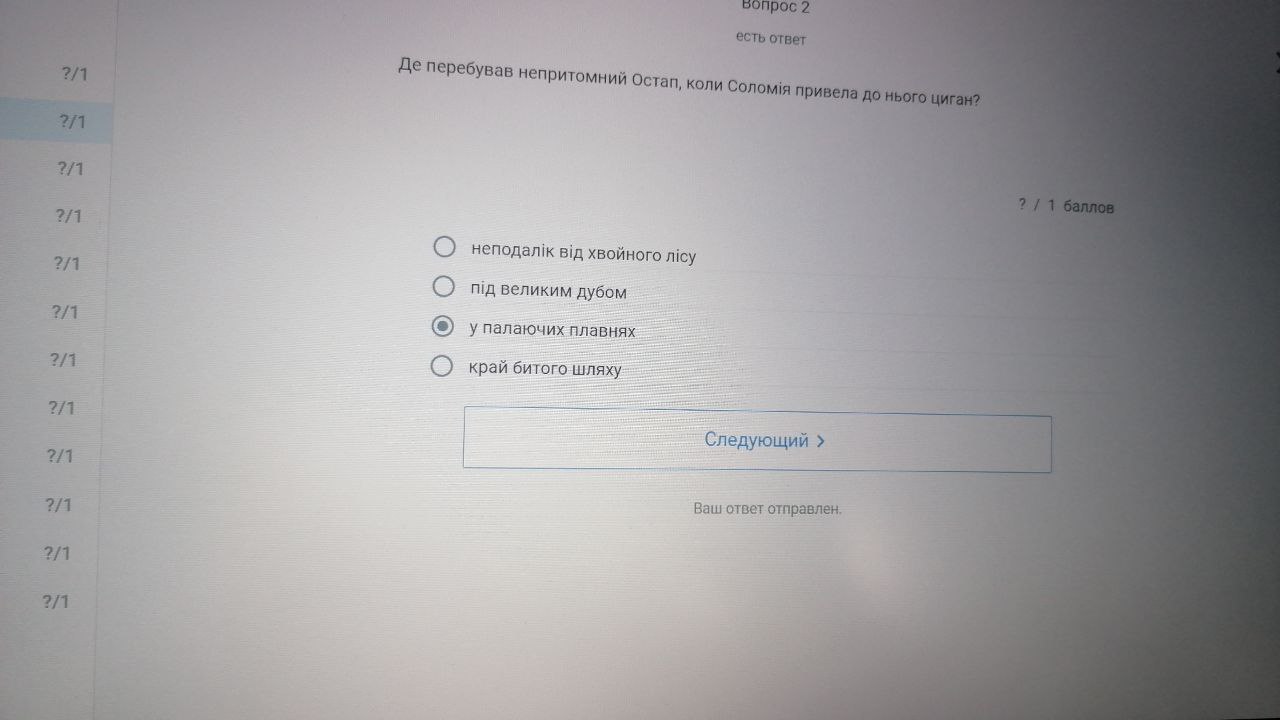 Вопрос 2
есть ответ
Де перебував непритомний Остап, коли Соломія привела до нього циган?
? / 1 баллов
неподалік від хвойного лісу
під великим дубом
у палаючих плавнях
край битого шляху
Следующий
Ваш ответ отправлен.
?/1
?/1
?/1
?/1
?/1
?/1
?/1
?/1
?/1
?/1
?/1
?/1